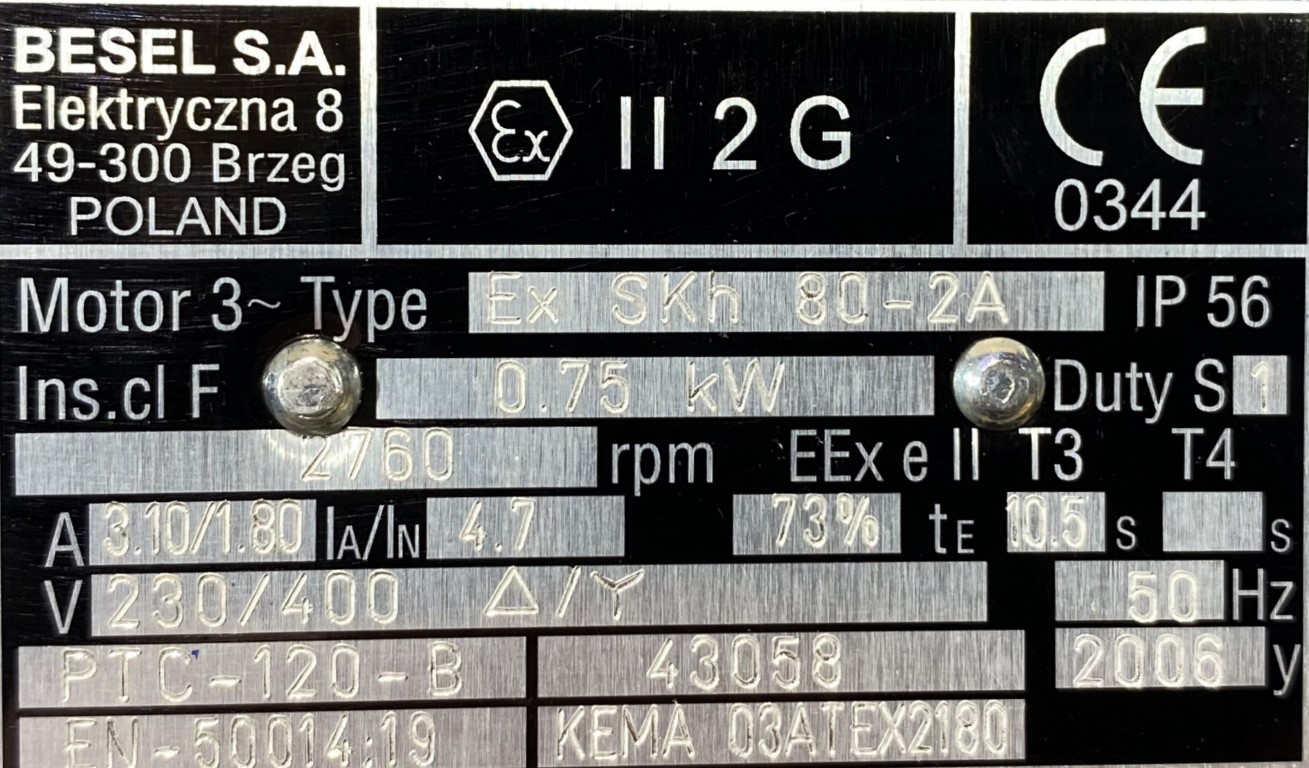 BESEL S.A.
Elektryczna 8
49-300 Brzeg
POLAND
Ex II 2 G
CE
0344
Motor 3~ Type Ex SKh 80-2A IP 56
Ins.cl F 0.75 kW Duty S 1
2760 rpm EEx e II T3 T4
A 3.10/1.80 IA/IN 4.7 73% tE 10.5 s s
V 230/400 △/Y 50 Hz
PTC-120-B 43058 2006 y
EN-50014:19 KEMA 03ATEX2180